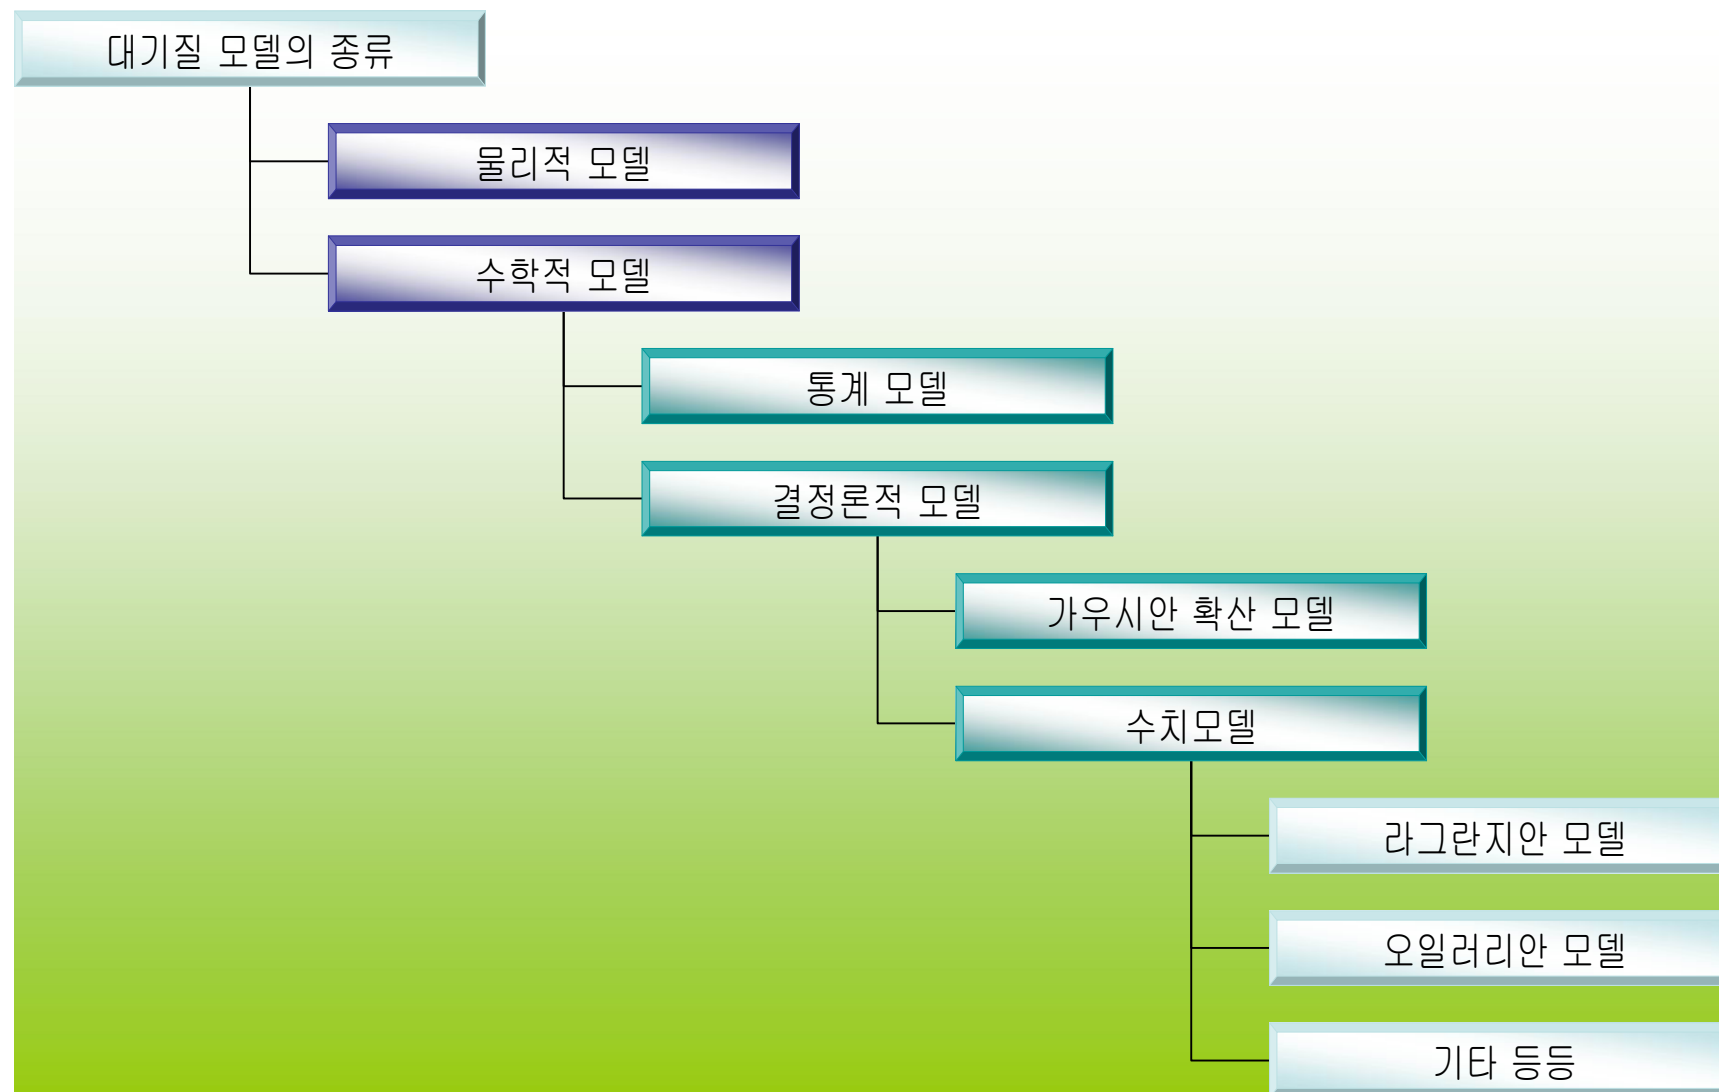 대기질 모델의 종류
물리적 모델
수학적 모델
통계 모델
결정론적 모델
가우시안 확산 모델
수치모델
라그란지안 모델
오일러리안 모델
기타 등등